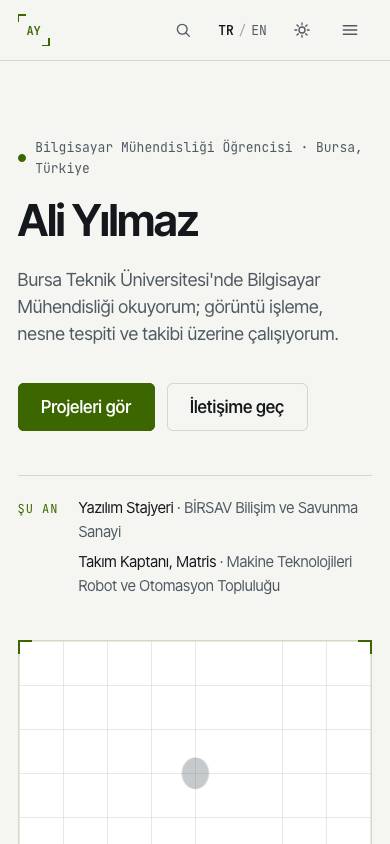 AY
TR / EN
Bilgisayar Mühendisliği Öğrencisi · Bursa,
Türkiye
Ali Yılmaz
Bursa Teknik Üniversitesi'nde Bilgisayar
Mühendisliği okuyorum; görüntü işleme,
nesne tespiti ve takibi üzerine çalışıyorum.
Projeleri gör
İletişime geç
ŞU AN
Yazılım Stajyeri · BİRSAV Bilişim ve Savunma
Sanayi
Takım Kaptanı, Matris · Makine Teknolojileri
Robot ve Otomasyon Topluluğu